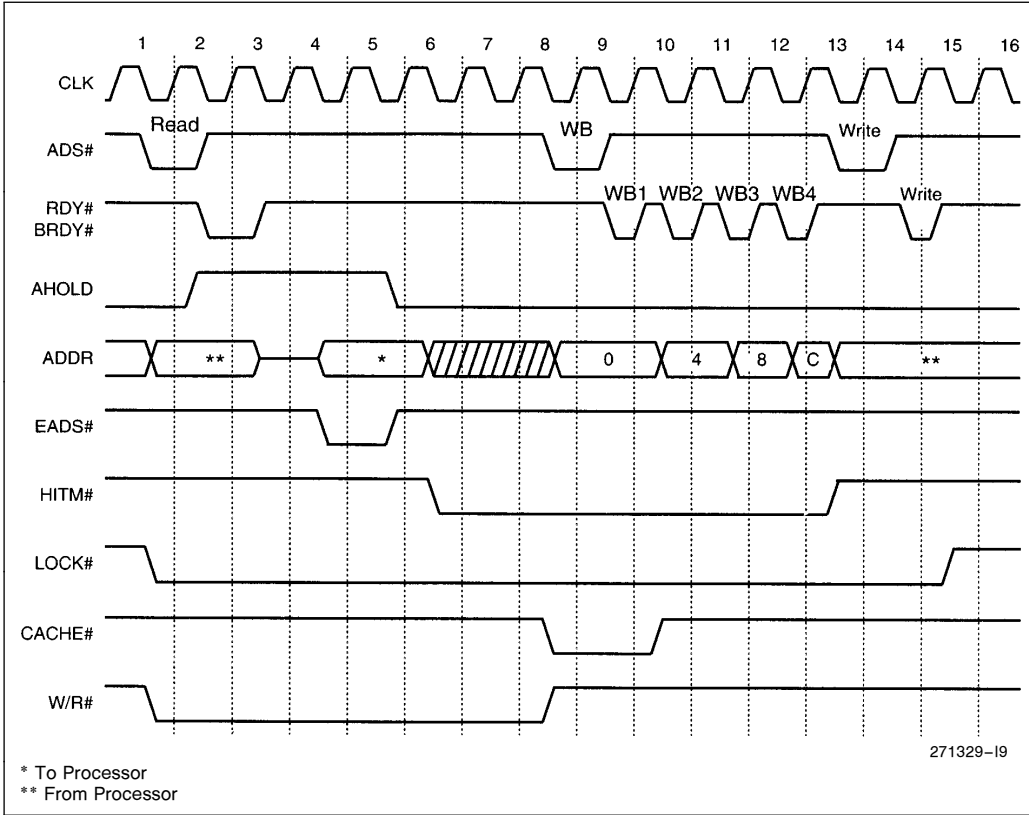 1 2 3 4 5 6 7 8 9 10 11 12 13 14 15 16
CLK
Read WB Write
ADS#
WB1 WB2 WB3 WB4 Write
RDY#
BRDY#
AHOLD
ADDR ** * 0 4 8 C **
EADS#
HITM#
LOCK#
CACHE#
W/R#
271329–I9
* To Processor
** From Processor